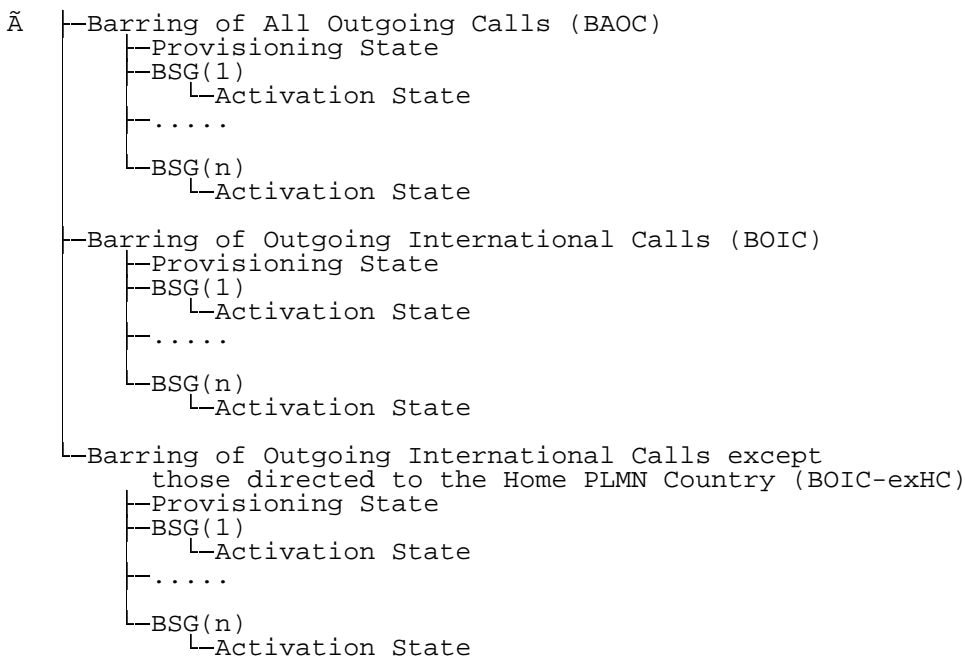 Ã Barring of All Outgoing Calls (BAOC)
Provisioning State
BSG(1)
Activation State
.....
BSG(n)
Activation State
Barring of Outgoing International Calls (BOIC)
Provisioning State
BSG(1)
Activation State
.....
BSG(n)
Activation State
Barring of Outgoing International Calls except
those directed to the Home PLMN Country (BOIC-exHC)
Provisioning State
BSG(1)
Activation State
.....
BSG(n)
Activation State